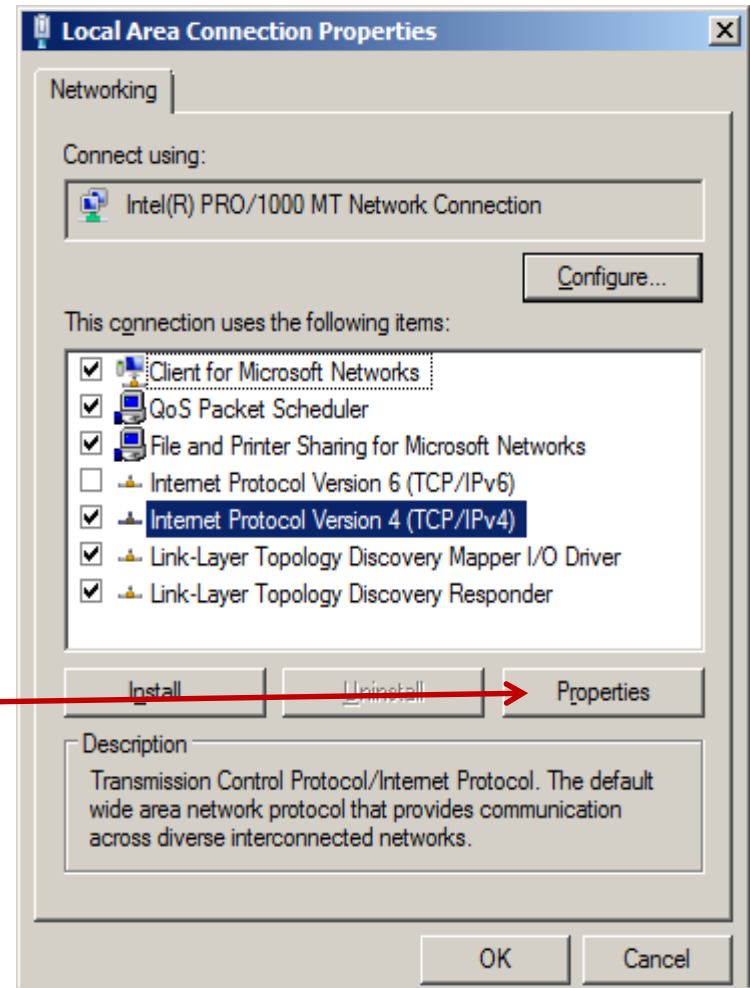 Local Area Connection Properties
Networking
Connect using:
Intel(R) PRO/1000 MT Network Connection
Configure...
This connection uses the following items:
Client for Microsoft Networks
QoS Packet Scheduler
File and Printer Sharing for Microsoft Networks
Internet Protocol Version 6 (TCP/IPv6)
Internet Protocol Version 4 (TCP/IPv4)
Link-Layer Topology Discovery Mapper I/O Driver
Link-Layer Topology Discovery Responder
Install Uninstall Properties
Description
Transmission Control Protocol/Internet Protocol. The default
wide area network protocol that provides communication
across diverse interconnected networks.
OK Cancel